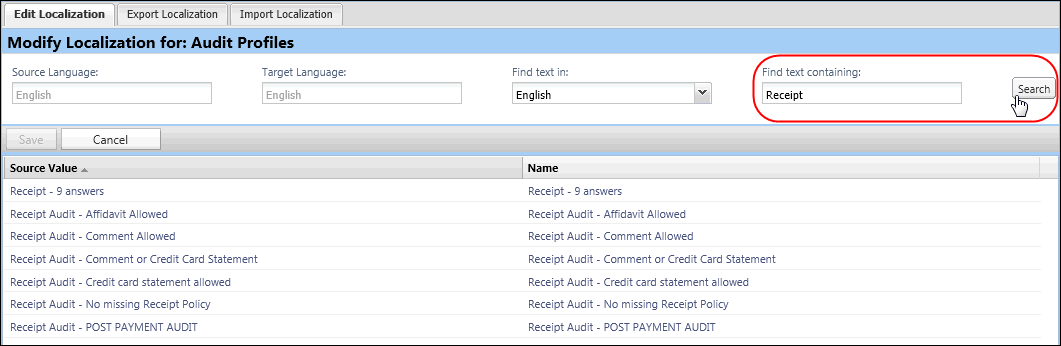 Edit Localization Export Localization Import Localization
Modify Localization for: Audit Profiles
Source Language: Target Language: Find text in: Find text containing:
English English English Receipt Search
Save Cancel
Source Value Name
Receipt - 9 answers Receipt - 9 answers
Receipt Audit - Affidavit Allowed Receipt Audit - Affidavit Allowed
Receipt Audit - Comment Allowed Receipt Audit - Comment Allowed
Receipt Audit - Comment or Credit Card Statement Receipt Audit - Comment or Credit Card Statement
Receipt Audit - Credit card statement allowed Receipt Audit - Credit card statement allowed
Receipt Audit - No missing Receipt Policy Receipt Audit - No missing Receipt Policy
Receipt Audit - POST PAYMENT AUDIT Receipt Audit - POST PAYMENT AUDIT